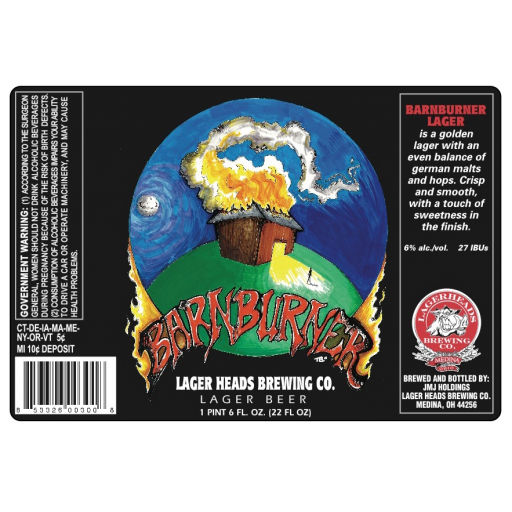 GOVERNMENT WARNING: (1) ACCORDING TO THE SURGEON
GENERAL, WOMEN SHOULD NOT DRINK ALCOHOLIC BEVERAGES
DURING PREGNANCY BECAUSE OF THE RISK OF BIRTH DEFECTS.
(2) CONSUMPTION OF ALCOHOLIC BEVERAGES IMPAIRS YOUR ABILITY
TO DRIVE A CAR OR OPERATE MACHINERY, AND MAY CAUSE
HEALTH PROBLEMS.
CT-DE-IA-MA-ME-
NY-OR-VT 5¢
MI 10¢ DEPOSIT
BARNBURNER
LAGER HEADS BREWING CO.
LAGER BEER
1 PINT 6 FL. OZ. (22 FL OZ)
BARNBURNER
LAGER
is a golden
lager with an
even balance of
german malts
and hops. Crisp
and smooth,
with a touch of
sweetness in
the finish.
6% alc./vol. 27 IBUs
LAGERHEADS
BREWING
CO.
MEDINA
BREWED AND BOTTLED BY:
JMJ HOLDINGS
LAGER HEADS BREWING CO.
MEDINA, OH 44256